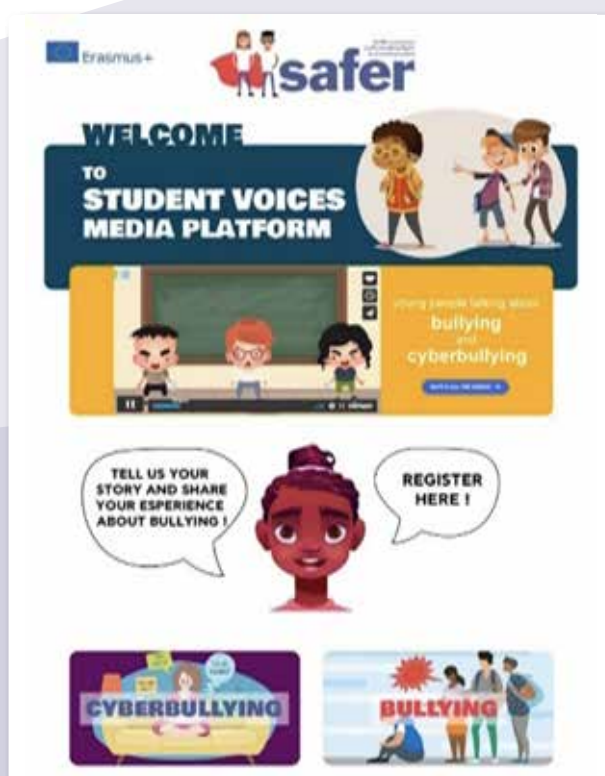 Erasmus+
safer
WELCOME
TO
STUDENT VOICES
MEDIA PLATFORM
young people talking about
bullying
and
cyberbullying
TELL US YOUR
STORY AND SHARE
YOUR ESPERIENCE
ABOUT BULLYING !
REGISTER
HERE !
CYBERBULLYING
BULLYING